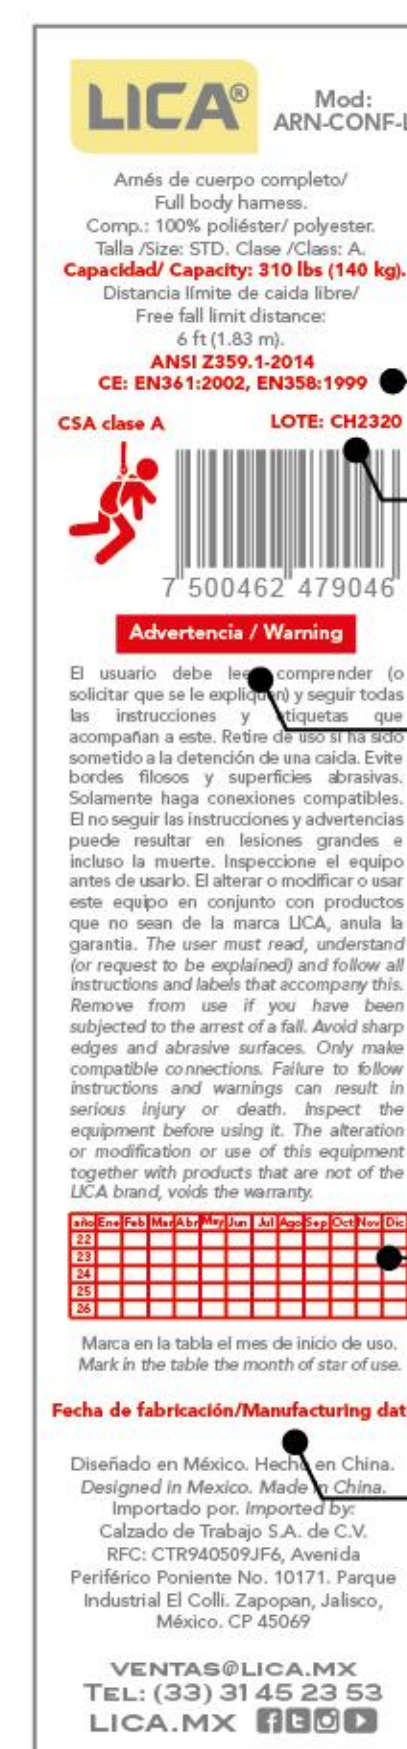 LICA®
Mod:
ARN-CONF-L
Arnés de cuerpo completo/
Full body harness.
Comp.: 100% poliéster/ polyester.
Talla /Size: STD. Clase /Class: A.
Capacidad/ Capacity: 310 lbs (140 kg).
Distancia límite de caida libre/
Free fall limit distance:
6 ft (1.83 m).
ANSI Z359.1-2014
CE: EN361:2002, EN358:1999
CSA clase A
LOTE: CH2320
7 500462 479046
Advertencia / Warning
El usuario debe comprender (o
solicitar que se le expliquen) y seguir todas
las instrucciones y etiquetas que
acompañan a este. Retire de uso si ha sido
sometido a la detención de una caida. Evite
bordes filosos y superficies abrasivas.
Solamente haga conexiones compatibles.
El no seguir las instrucciones y advertencias
puede resultar en lesiones grandes e
incluso la muerte. Inspeccione el equipo
antes de usarlo. El alterar o modificar o usar
este equipo en conjunto con productos
que no sean de la marca LICA, anula la
garantia. The user must read, understand
(or request to be explained) and follow all
instructions and labels that accompany this.
Remove from use if you have been
subjected to the arrest of a fall. Avoid sharp
edges and abrasive surfaces. Only make
compatible connections. Failure to follow
instructions and warnings can result in
serious injury or death. Inspect the
equipment before using it. The alteration
or modification or use of this equipment
together with products that are not of the
LICA brand, voids the warranty.
año Ene Feb Mar Abr May Jun Jul Ago Sep Oct Nov Dic
22
23
24
25
26
Marca en la tabla el mes de inicio de uso.
Mark in the table the month of star of use.
Fecha de fabricación/Manufacturing dat
Diseñado en México. Hecho en China.
Designed in Mexico. Made in China.
Importado por. Imported by:
Calzado de Trabajo S.A. de C.V.
RFC: CTR940509JF6, Avenida
Periférico Poniente No. 10171. Parque
Industrial El Colli. Zapopan, Jalisco,
México. CP 45069
VENTAS@LICA.MX
TEL: (33) 31 45 23 53
LICA.MX